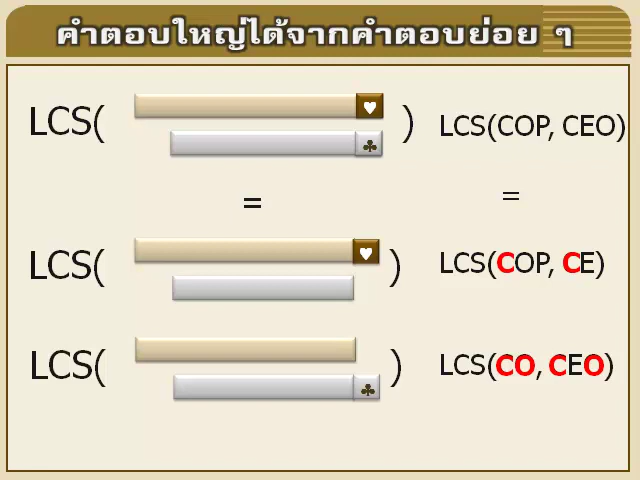 คำตอบใหญ่ได้จากคำตอบย่อย ๆ
LCS( ♥ ♣ ) LCS(COP, CEO)
= =
LCS( ♥ ) LCS(COP, CE)
LCS( ♣ ) LCS(CO, CEO)